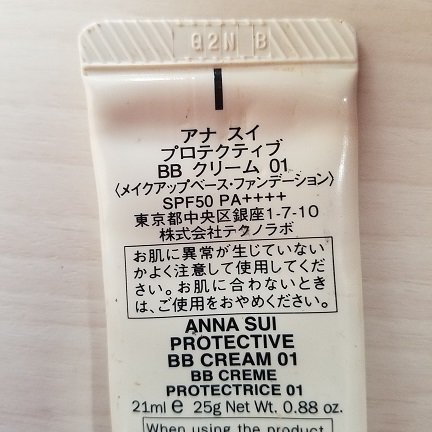 G2N B
アナ スイ
プロテクティブ
BB クリーム 01
〈メイクアップベース・ファンデーション〉
SPF50 PA++++
東京都中央区銀座1-7-10
株式会社テクノラボ
お肌に異常が生じていない
かよく注意して使用してくだ
さい。お肌に合わないとき
は、ご使用をおやめください。
ANNA SUI
PROTECTIVE
BB CREAM 01
BB CREME
PROTECTRICE 01
21ml e 25g Net Wt. 0.88 oz.
When using the product